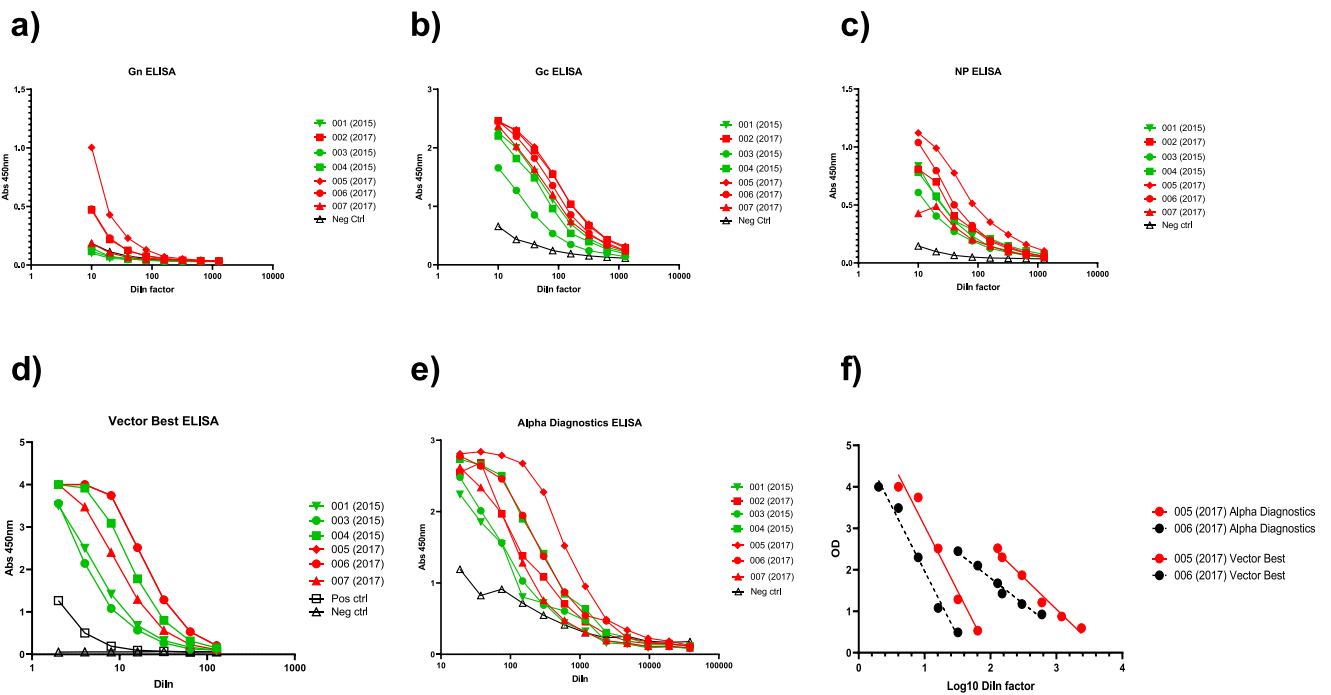 a)
Gn ELISA
1.5
1.0
0.5
0.0
1
10
100
1000
10000
Abs 450nm
Diln factor
001 (2015)
002 (2017)
003 (2015)
004 (2015)
005 (2017)
006 (2017)
007 (2017)
Neg Ctrl
b)
Gc ELISA
3
2
1
0
1
10
100
1000
10000
Abs 450nm
Diln factor
001 (2015)
002 (2017)
003 (2015)
004 (2015)
005 (2017)
006 (2017)
007 (2017)
Neg Ctrl
c)
NP ELISA
1.5
1.0
0.5
0.0
1
10
100
1000
10000
Abs 450nm
Diln factor
001 (2015)
002 (2017)
003 (2015)
004 (2015)
005 (2017)
006 (2017)
007 (2017)
Neg Ctrl
d)
Vector Best ELISA
5
4
3
2
1
0
1
10
100
1000
Abs 450nm
Diln
001 (2015)
003 (2015)
004 (2015)
005 (2017)
006 (2017)
007 (2017)
Pos ctrl
Neg ctrl
e)
Alpha Diagnostics ELISA
3
2
1
0
10
100
1000
10000
100000
Abs 450nm
Diln
001 (2015)
002 (2017)
003 (2015)
004 (2015)
005 (2017)
006 (2017)
007 (2017)
Neg ctrl
f)
5
4
3
2
1
0
0
1
2
3
4
OD
Log10 Diln factor
005 (2017) Alpha Diagnostics
006 (2017) Alpha Diagnostics
005 (2017) Vector Best
006 (2017) Vector Best